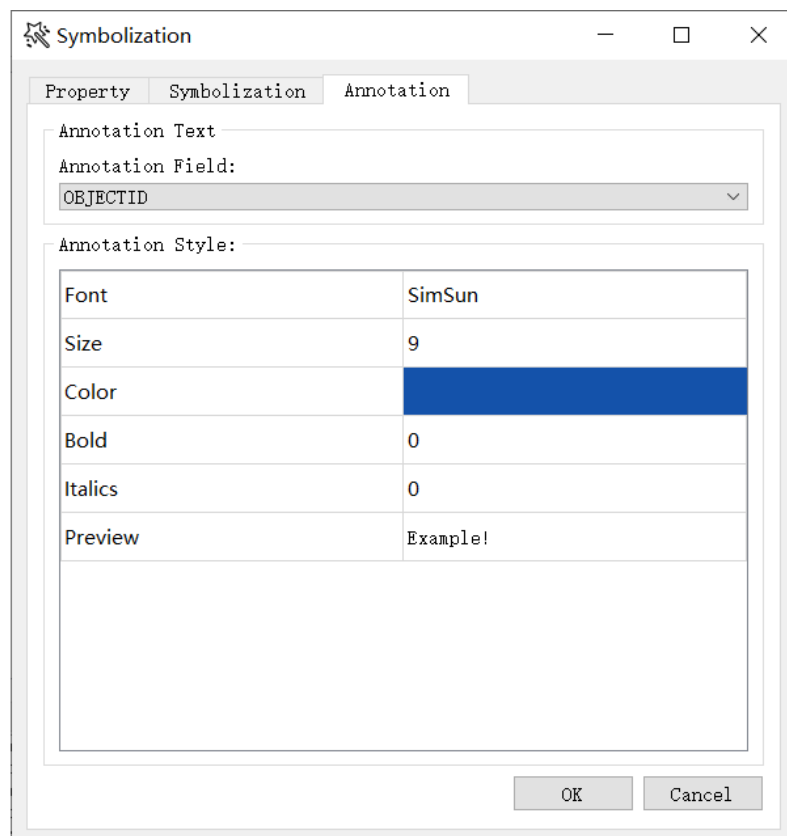 Symbolization
Property Symbolization Annotation
Annotation Text
Annotation Field:
OBJECTID
Annotation Style:
Font SimSun
Size 9
Color
Bold 0
Italics 0
Preview Example!
OK Cancel